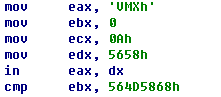 mov eax, 'VMXh'
mov ebx, 0
mov ecx, 0Ah
mov edx, 5658h
in eax, dx
cmp ebx, 564D5868h